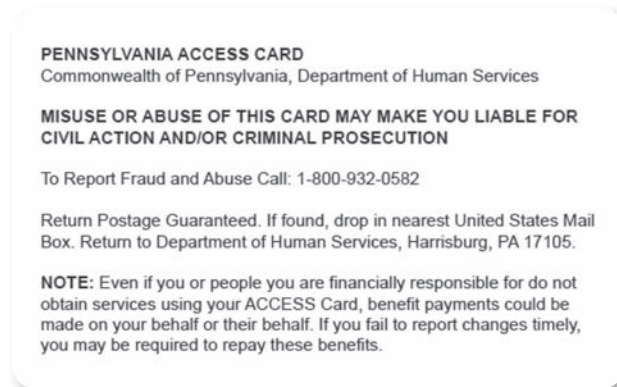 PENNSYLVANIA ACCESS CARD
Commonwealth of Pennsylvania, Department of Human Services
MISUSE OR ABUSE OF THIS CARD MAY MAKE YOU LIABLE FOR
CIVIL ACTION AND/OR CRIMINAL PROSECUTION
To Report Fraud and Abuse Call: 1-800-932-0582
Return Postage Guaranteed. If found, drop in nearest United States Mail
Box. Return to Department of Human Services, Harrisburg, PA 17105.
NOTE: Even if you or people you are financially responsible for do not
obtain services using your ACCESS Card, benefit payments could be
made on your behalf or their behalf. If you fail to report changes timely,
you may be required to repay these benefits.